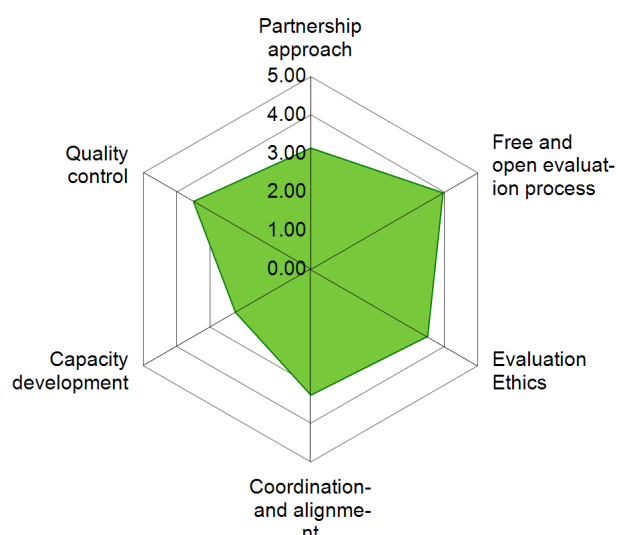 Partnership
approach
5.00
4.00
3.00
2.00
1.00
0.00
Free and
open evaluat-
ion process
Evaluation
Ethics
Coordination-
and alignme-
nt
Capacity
development
Quality
control